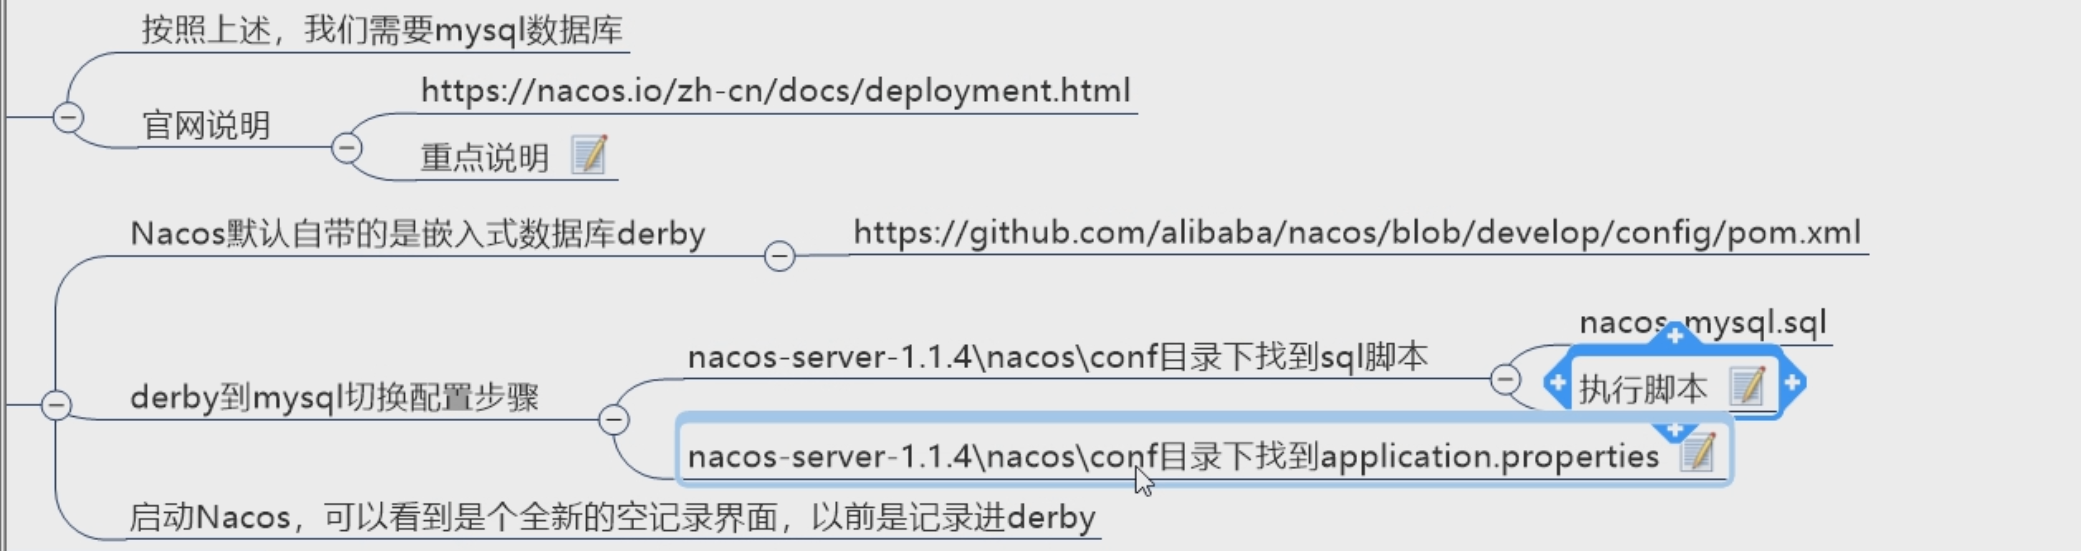 按照上述，我们需要mysql数据库
官网说明
https://nacos.io/zh-cn/docs/deployment.html
重点说明
Nacos默认自带的是嵌入式数据库derby
https://github.com/alibaba/nacos/blob/develop/config/pom.xml
derby到mysql切换配置步骤
nacos-server-1.1.4\nacos\conf目录下找到sql脚本
nacos-mysql.sql
执行脚本
nacos-server-1.1.4\nacos\conf目录下找到application.properties
启动Nacos，可以看到是个全新的空记录界面，以前是记录进derby